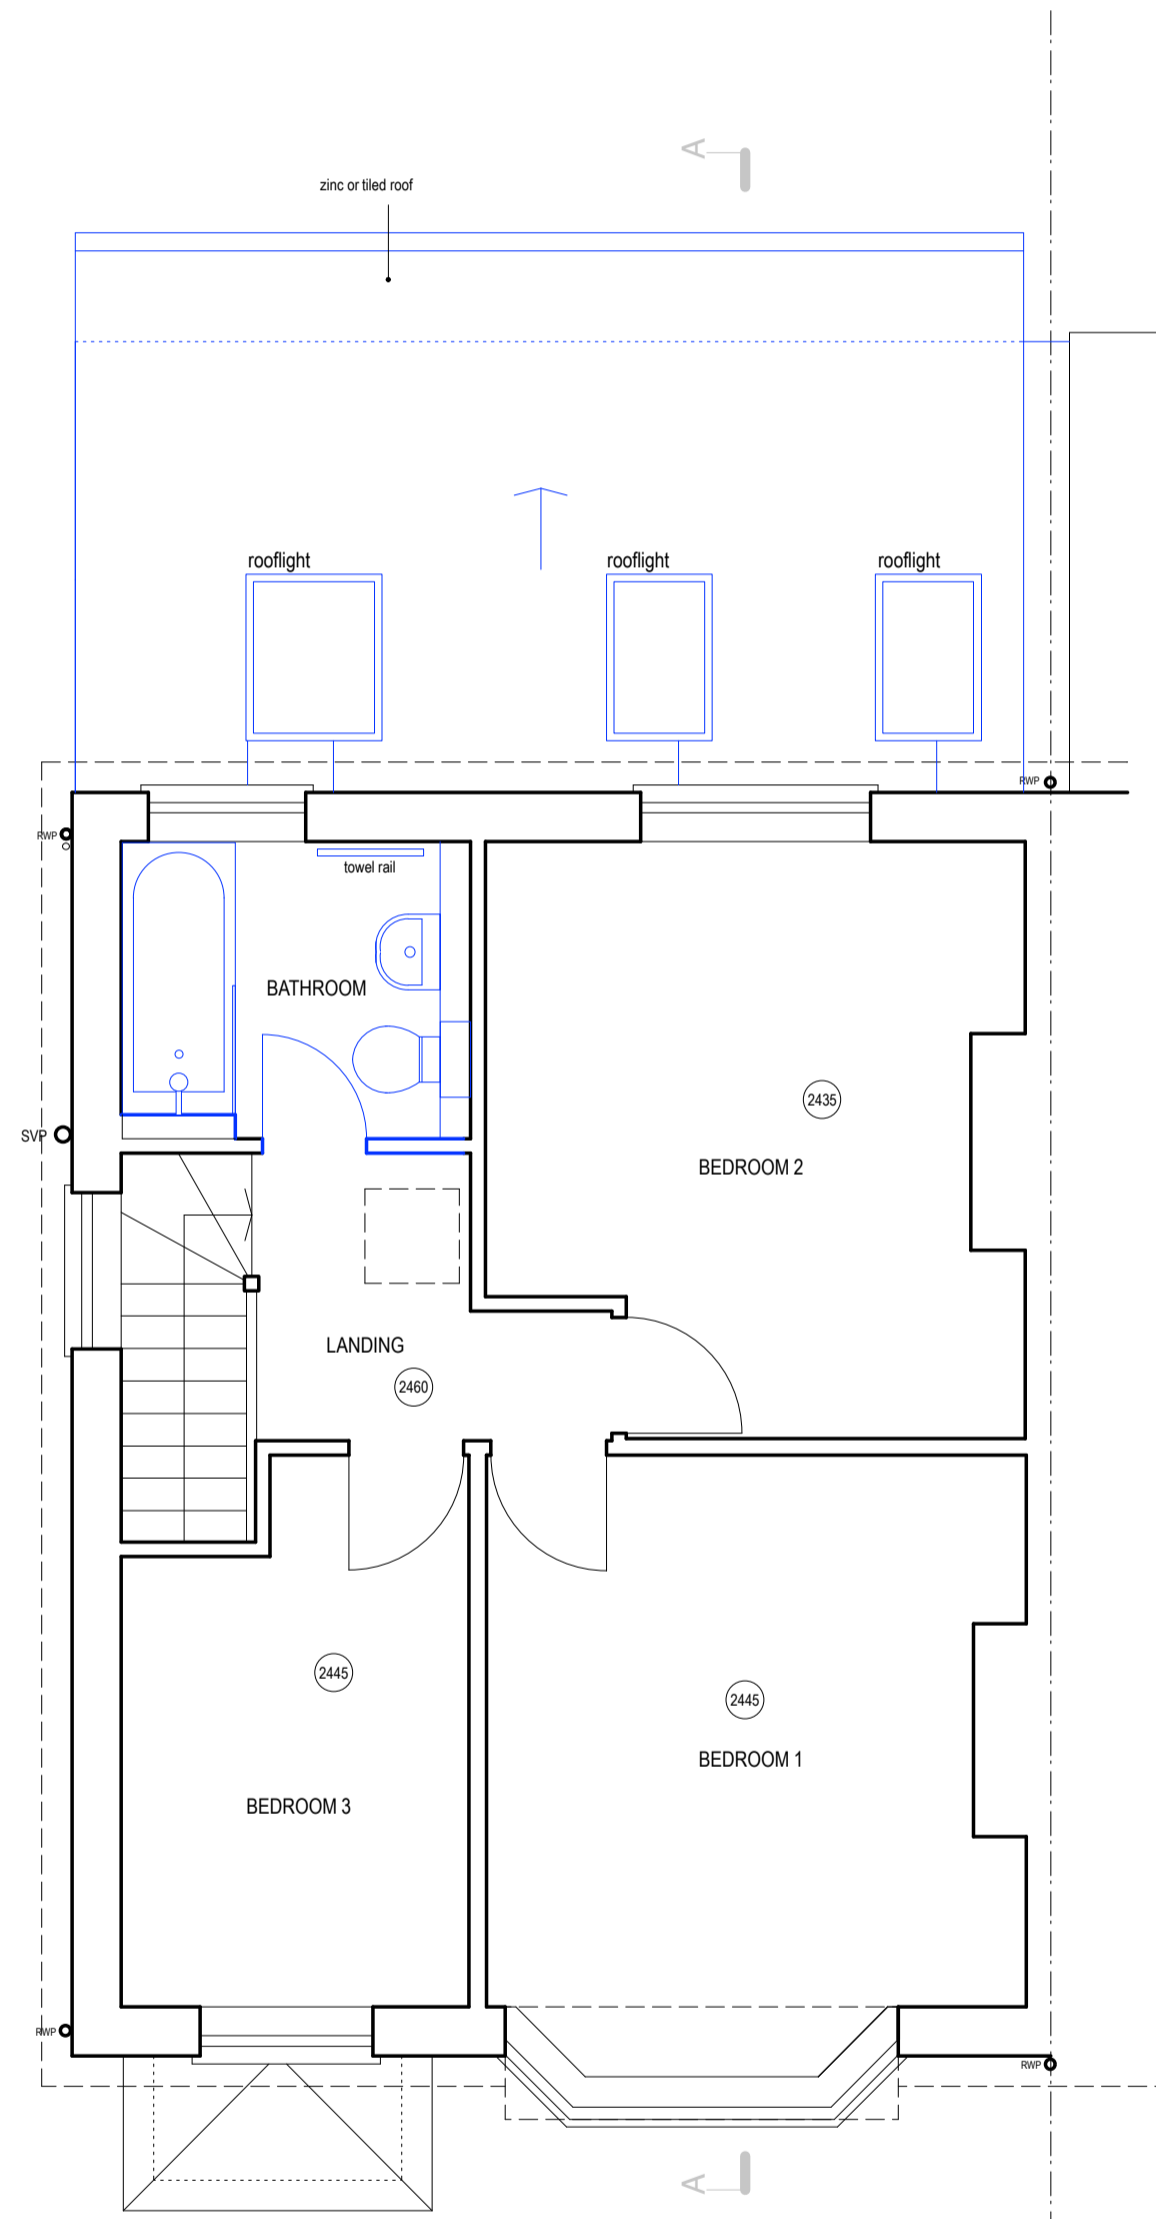 A
zinc or tiled roof
rooflight
rooflight
rooflight
RWP
RWP
towel rail
BATHROOM
2435
SVP
BEDROOM 2
LANDING
2460
2445
2445
BEDROOM 1
BEDROOM 3
RWP
RWP
A